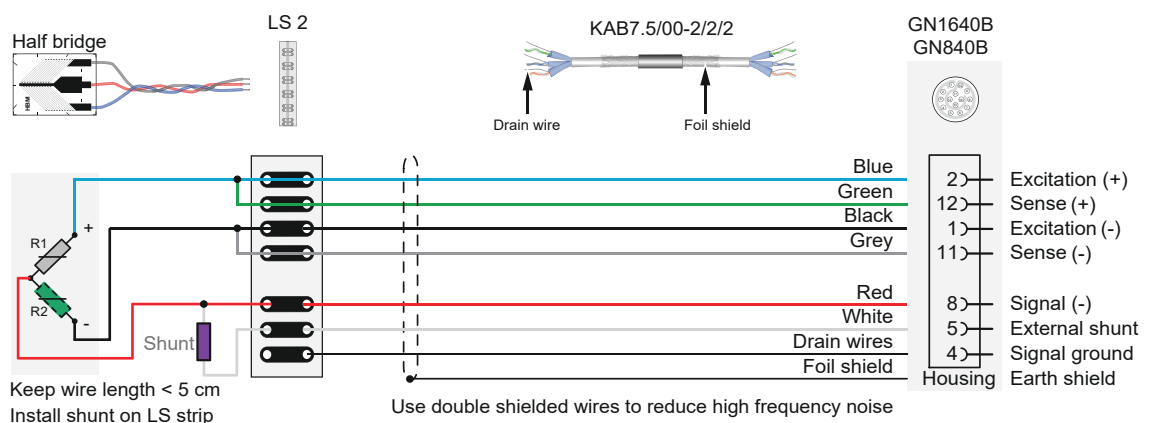 Half bridge
HBM
LS 2
KAB7.5/00-2/2/2
Drain wire
Foil shield
GN1640B
GN840B
Blue
2
Excitation (+)
Green
12
Sense (+)
Black
1
Excitation (-)
Grey
11
Sense (-)
Red
8
Signal (-)
White
5
External shunt
Drain wires
4
Signal ground
Foil shield
Housing
Earth shield
R1
+
R2
-
Shunt
Keep wire length < 5 cm
Install shunt on LS strip
Use double shielded wires to reduce high frequency noise